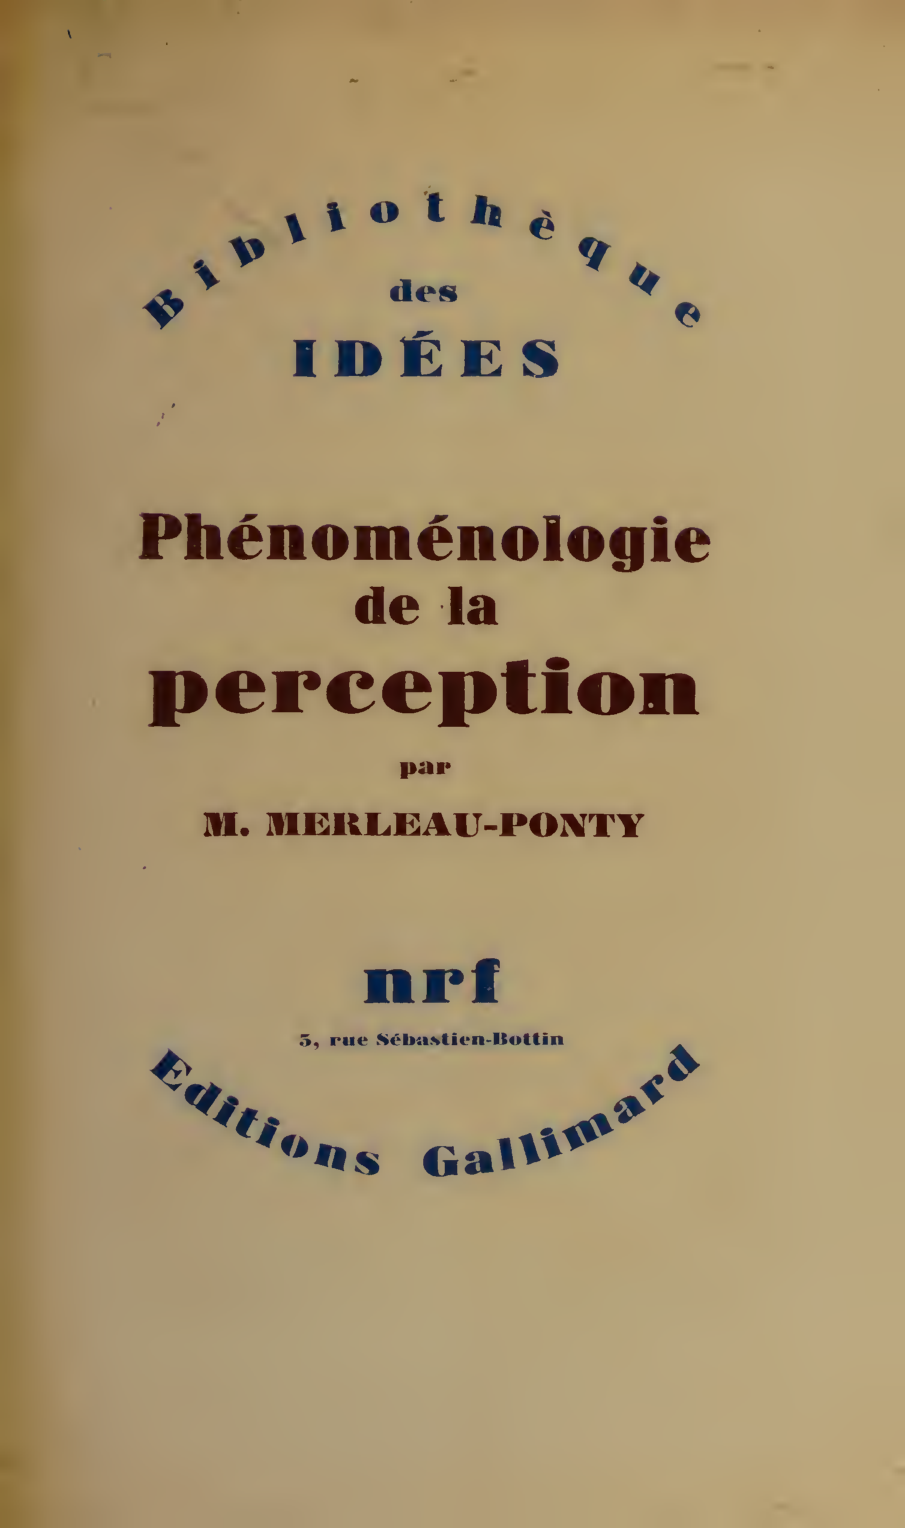 Bibliothèque
des
IDÉES
Phénoménologie
de la
perception
par
M. MERLEAU-PONTY
nrf
5, rue Sébastien-Bottin
Editions Gallimard